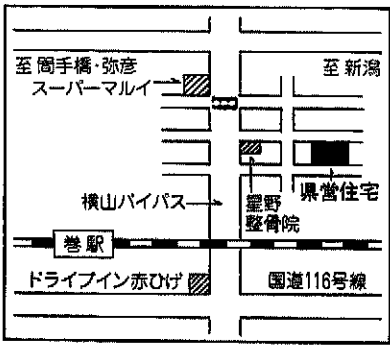 至間手橋・弥彦
至新潟
スーパーマルイ
横山バイパス
星野
整骨院
県営住宅
巻駅
ドライブイン赤ひげ
国道116号線